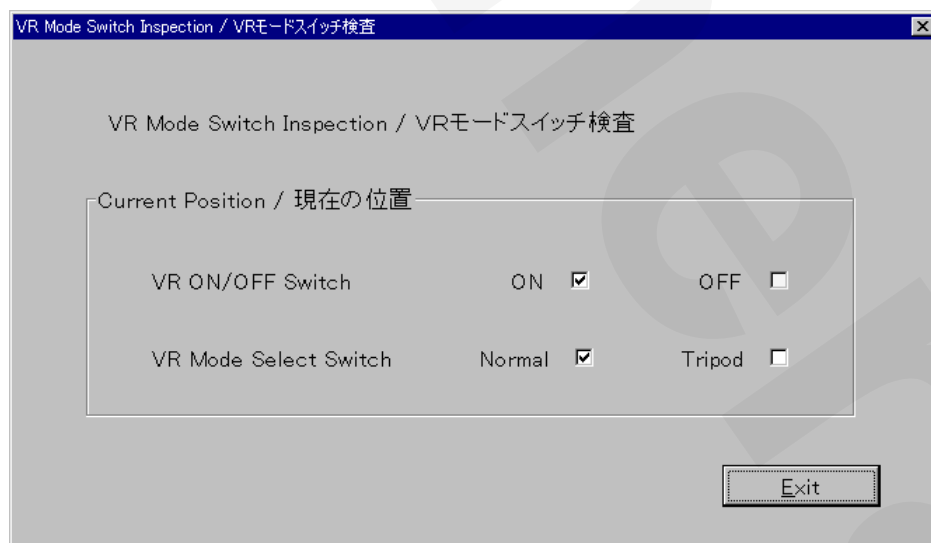 VR Mode Switch Inspection / VRモードスイッチ検査
VR Mode Switch Inspection / VRモードスイッチ検査
Current Position / 現在の位置
VR ON/OFF Switch ON OFF
VR Mode Select Switch Normal Tripod
Exit